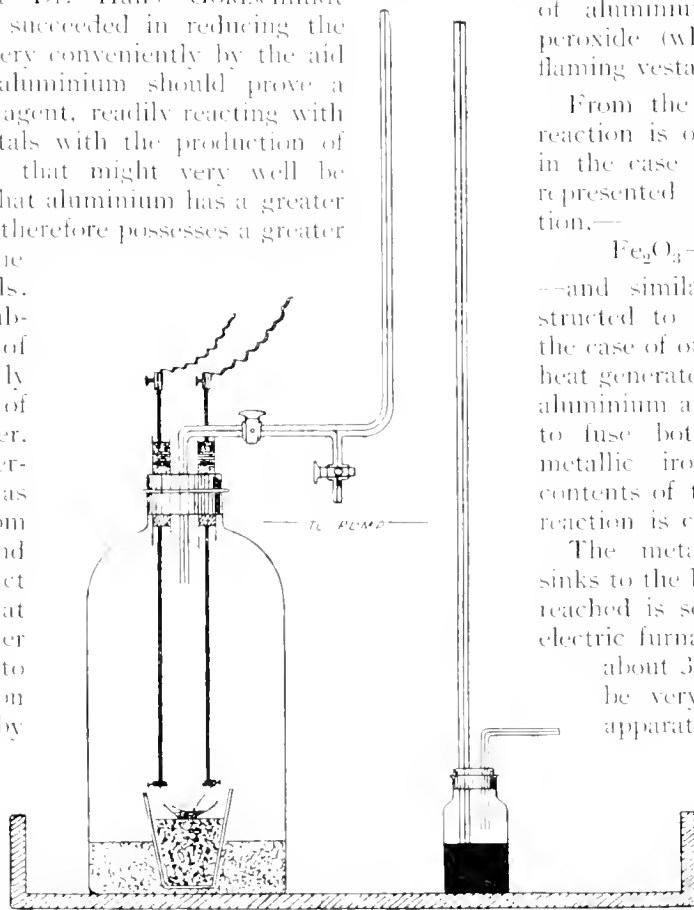 succeeded in reducing the
ery conveniently by the aid
aluminium should prove a
agent, readily reacting with
tals with the production of
that might very well be
hat aluminium has a greater
therefore possesses a greater
ne
ls.
ub-
of
ly
of
er.
er-
as
om
nd
ct
at
er
to
on
by
TO PUMP
of aluminium
peroxide (wh
flaming vesta
From the
reaction is o
in the case
represented
tion.—
Fe₂O₃—
—and simila
structed to
the case of o
heat generate
aluminium a
to fuse bot
metallic iro
contents of t
reaction is c
The meta
sinks to the b
reached is s
electric furna
about 3
be very
apparat